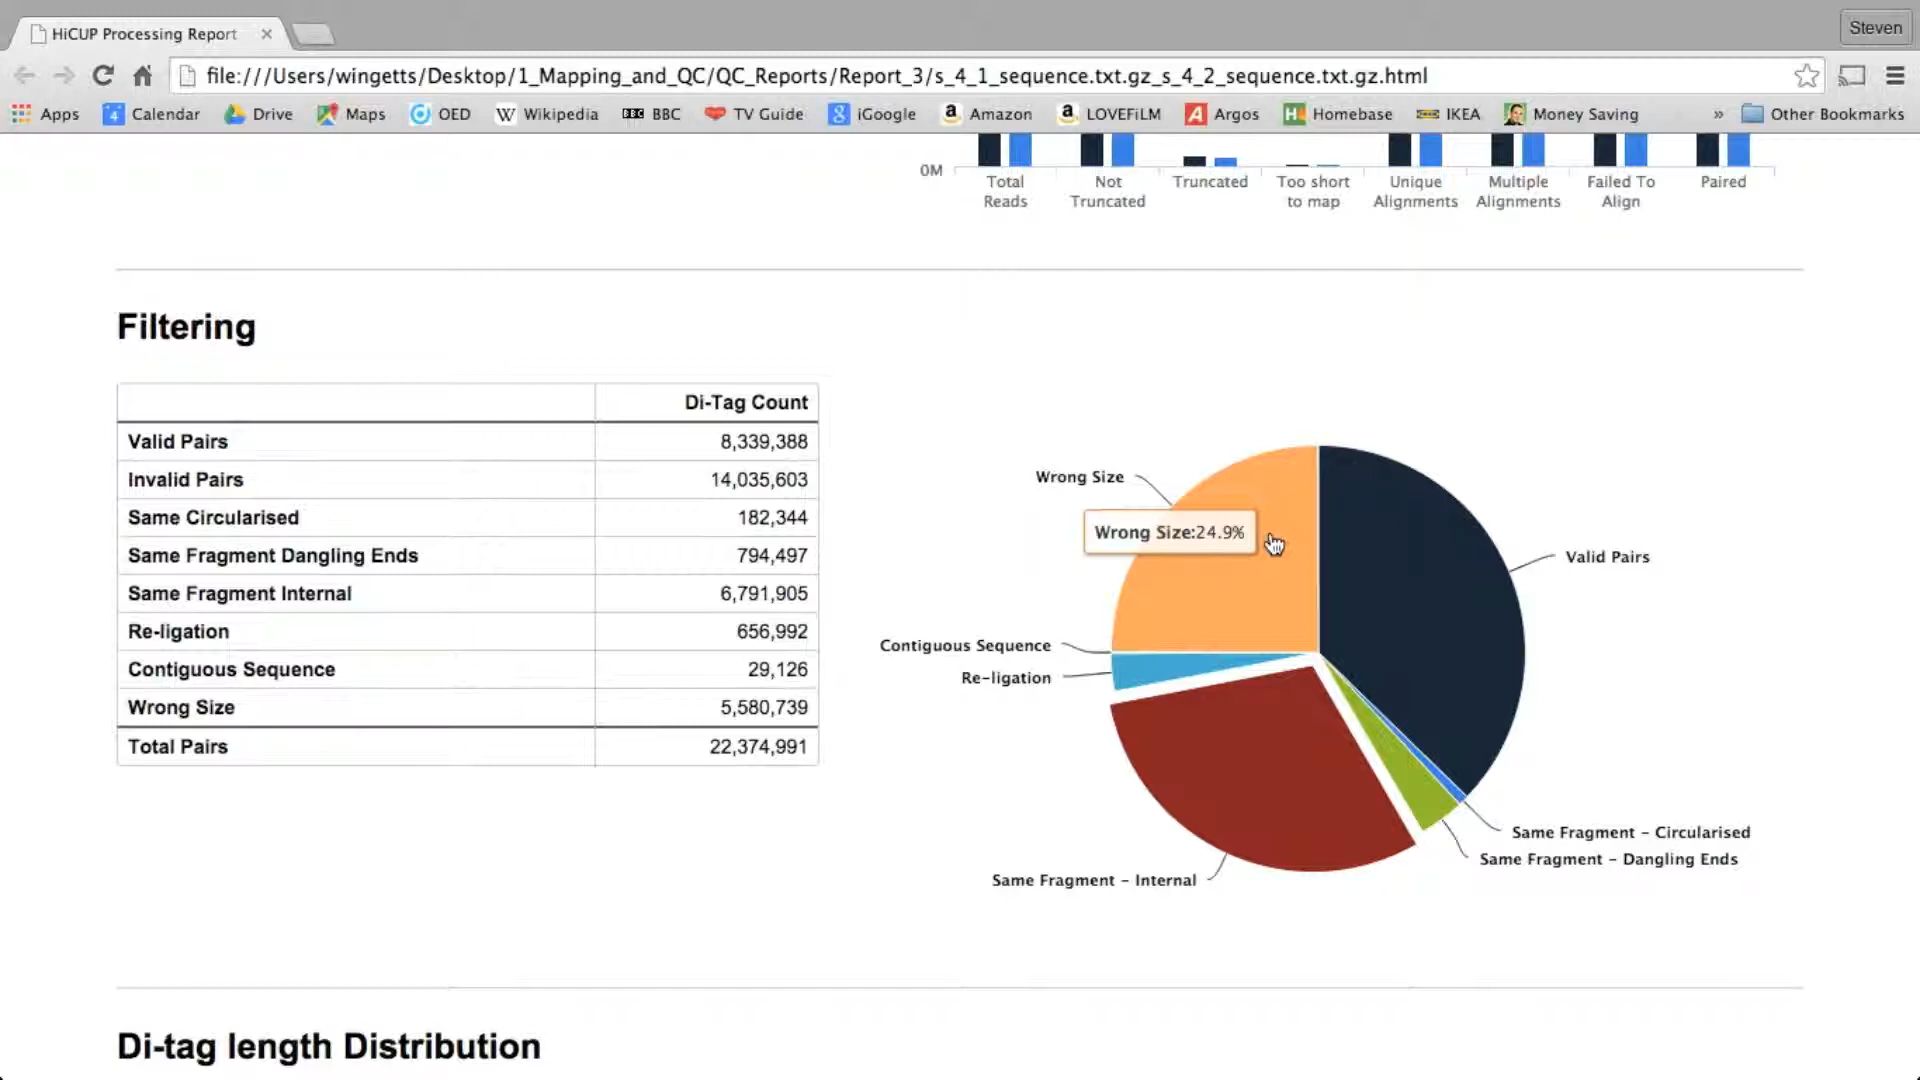 HiCUP Processing Report
Steven
file:///Users/wingetts/Desktop/1_Mapping_and_QC/QC_Reports/Report_3/s_4_1_sequence.txt.gz_s_4_2_sequence.txt.gz.html
Apps 4 Calendar Drive Maps OED W Wikipedia BBC BBC TV Guide 8 iGoogle a Amazon a LOVEFiLM A Argos H Homebase IKEA IKEA Money Saving » Other Bookmarks
0M
Total Reads
Not Truncated
Truncated
Too short to map
Unique Alignments
Multiple Alignments
Failed To Align
Paired
Filtering
Di-Tag Count
Valid Pairs 8,339,388
Invalid Pairs 14,035,603
Same Circularised 182,344
Same Fragment Dangling Ends 794,497
Same Fragment Internal 6,791,905
Re-ligation 656,992
Contiguous Sequence 29,126
Wrong Size 5,580,739
Total Pairs 22,374,991
Wrong Size
Wrong Size:24.9%
Valid Pairs
Contiguous Sequence
Re-ligation
Same Fragment - Circularised
Same Fragment - Dangling Ends
Same Fragment - Internal
Di-tag length Distribution